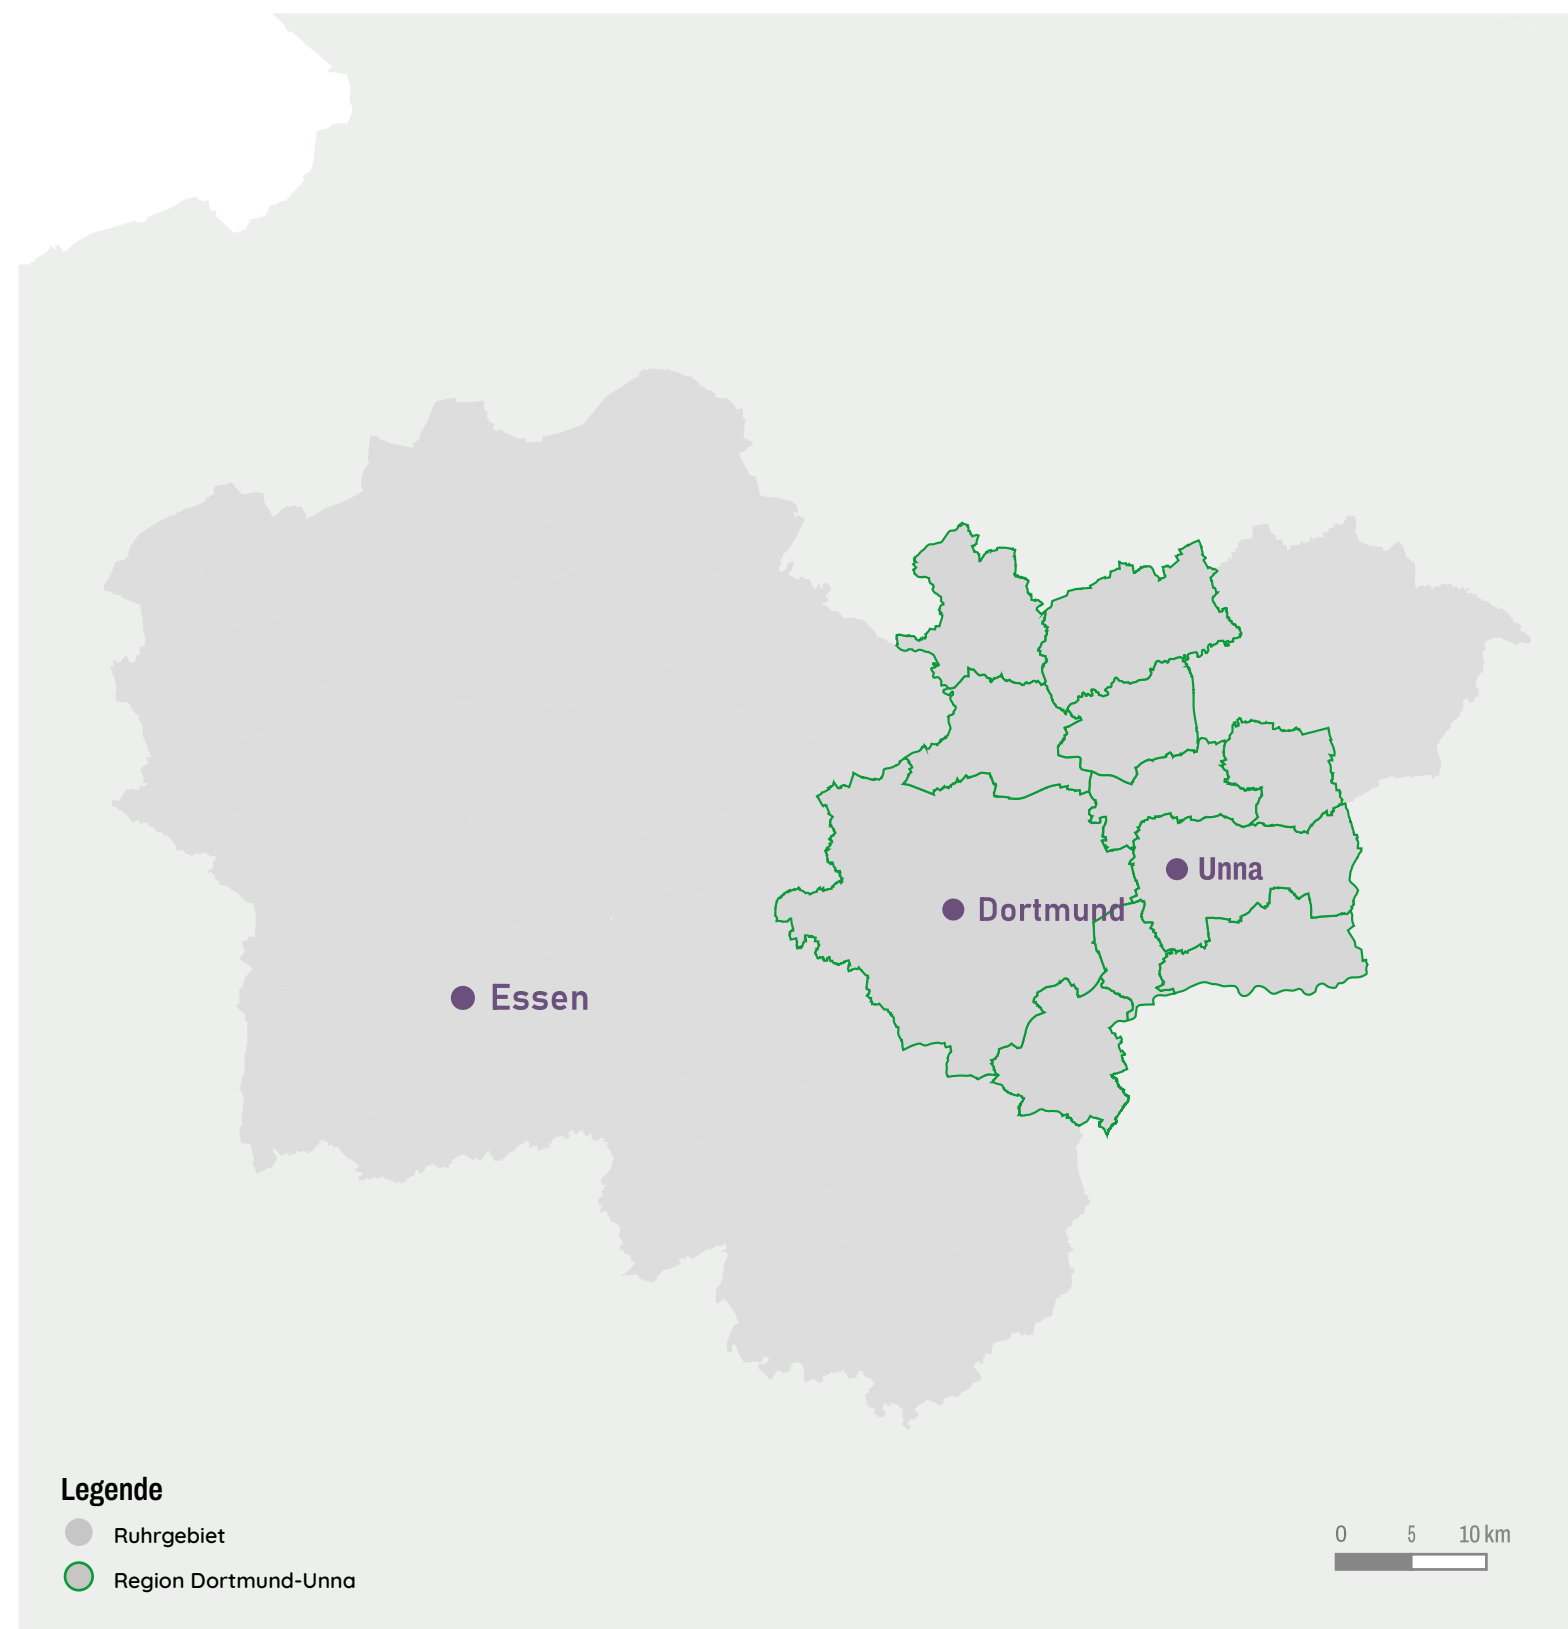 Unna
Dortmund
Essen
Legende
Ruhrgebiet
Region Dortmund-Unna
0 5 10 km